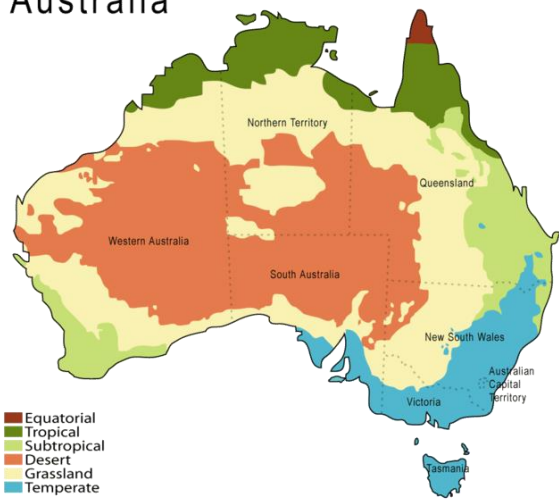 Australia
Northern Territory
Queensland
Western Australia
South Australia
New South Wales
Australian
Capital
Territory
Victoria
Tasmania
Equatorial
Tropical
Subtropical
Desert
Grassland
Temperate